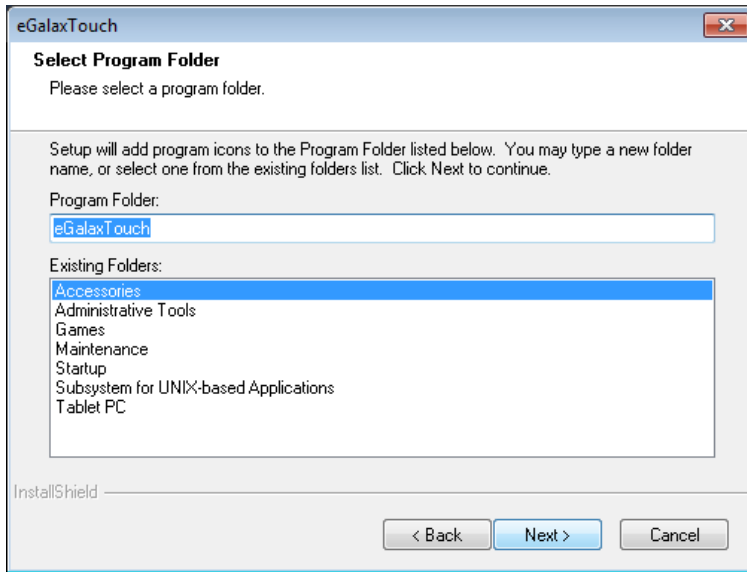 eGalaxTouch
Select Program Folder
Please select a program folder.
Setup will add program icons to the Program Folder listed below.  You may type a new folder
name, or select one from the existing folders list.  Click Next to continue.
Program Folder:
eGalaxTouch
Existing Folders:
Accessories
Administrative Tools
Games
Maintenance
Startup
Subsystem for UNIX-based Applications
Tablet PC
InstallShield
< Back
Next >
Cancel